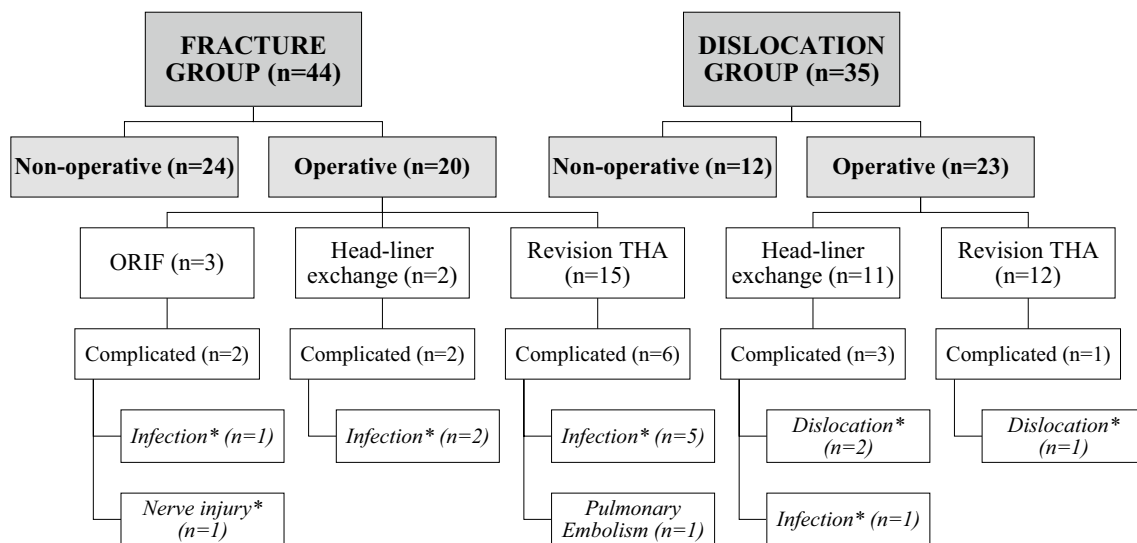 FRACTURE
GROUP (n=44)
DISLOCATION
GROUP (n=35)
Non-operative (n=24)
Operative (n=20)
Non-operative (n=12)
Operative (n=23)
ORIF (n=3)
Head-liner
exchange (n=2)
Revision THA
(n=15)
Head-liner
exchange (n=11)
Revision THA
(n=12)
Complicated (n=2)
Complicated (n=2)
Complicated (n=6)
Complicated (n=3)
Complicated (n=1)
Infection* (n=1)
Infection* (n=2)
Infection* (n=5)
Dislocation*
(n=2)
Dislocation*
(n=1)
Nerve injury*
(n=1)
Pulmonary
Embolism (n=1)
Infection* (n=1)